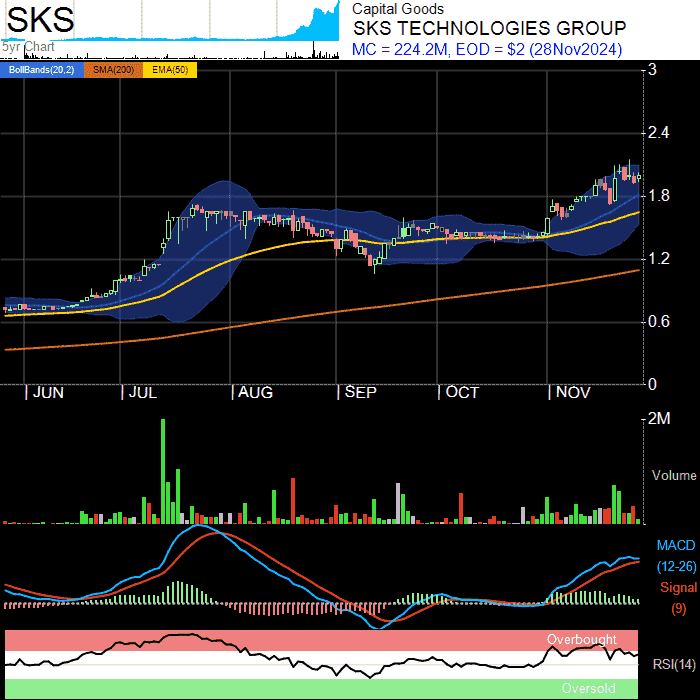 SKS
Capital Goods
SKS TECHNOLOGIES GROUP
MC = 224.2M, EOD = $2 (28Nov2024)
5yr Chart
BollBands(20,2) SMA(200) EMA(50)
3
2.4
1.8
1.2
0.6
0
JUN JUL AUG SEP OCT NOV
2M
Volume
MACD
(12-26)
Signal
(9)
Overbought
RSI(14)
Oversold